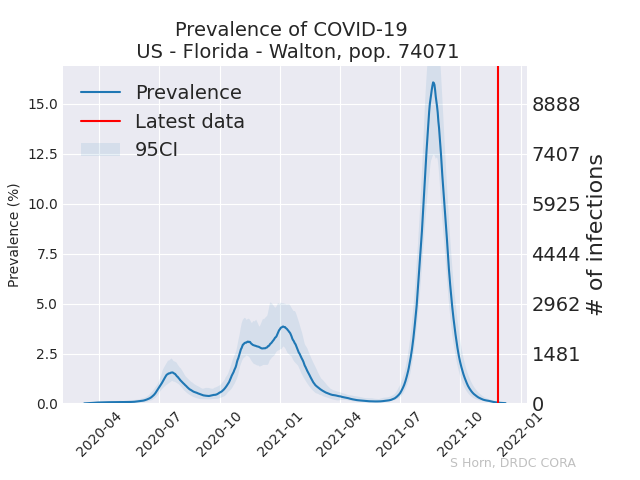 Prevalence of COVID-19
US - Florida - Walton, pop. 74071
Prevalence
Latest data
95CI
Prevalence (%)
15.0
12.5
10.0
7.5
5.0
2.5
0.0
8888
7407
5925
4444
2962
1481
0
# of infections
2020-04
2020-07
2020-10
2021-01
2021-04
2021-07
2021-10
2022-01
S Horn, DRDC CORA